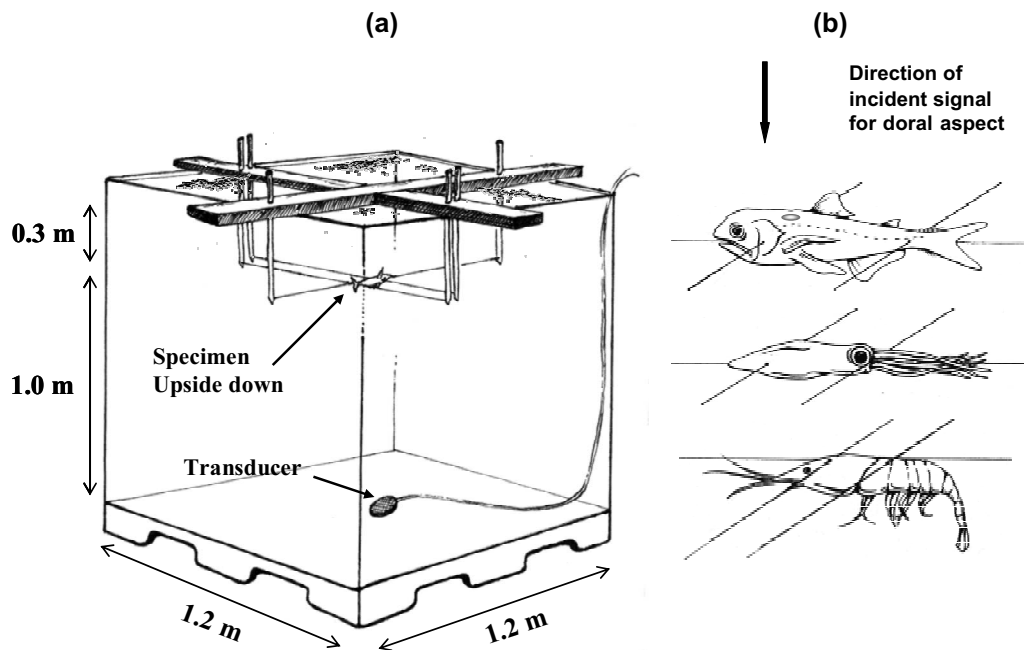 (a)
0.3 m
1.0 m
Specimen
Upside down
Transducer
1.2 m
1.2 m
(b)
Direction of
incident signal
for doral aspect